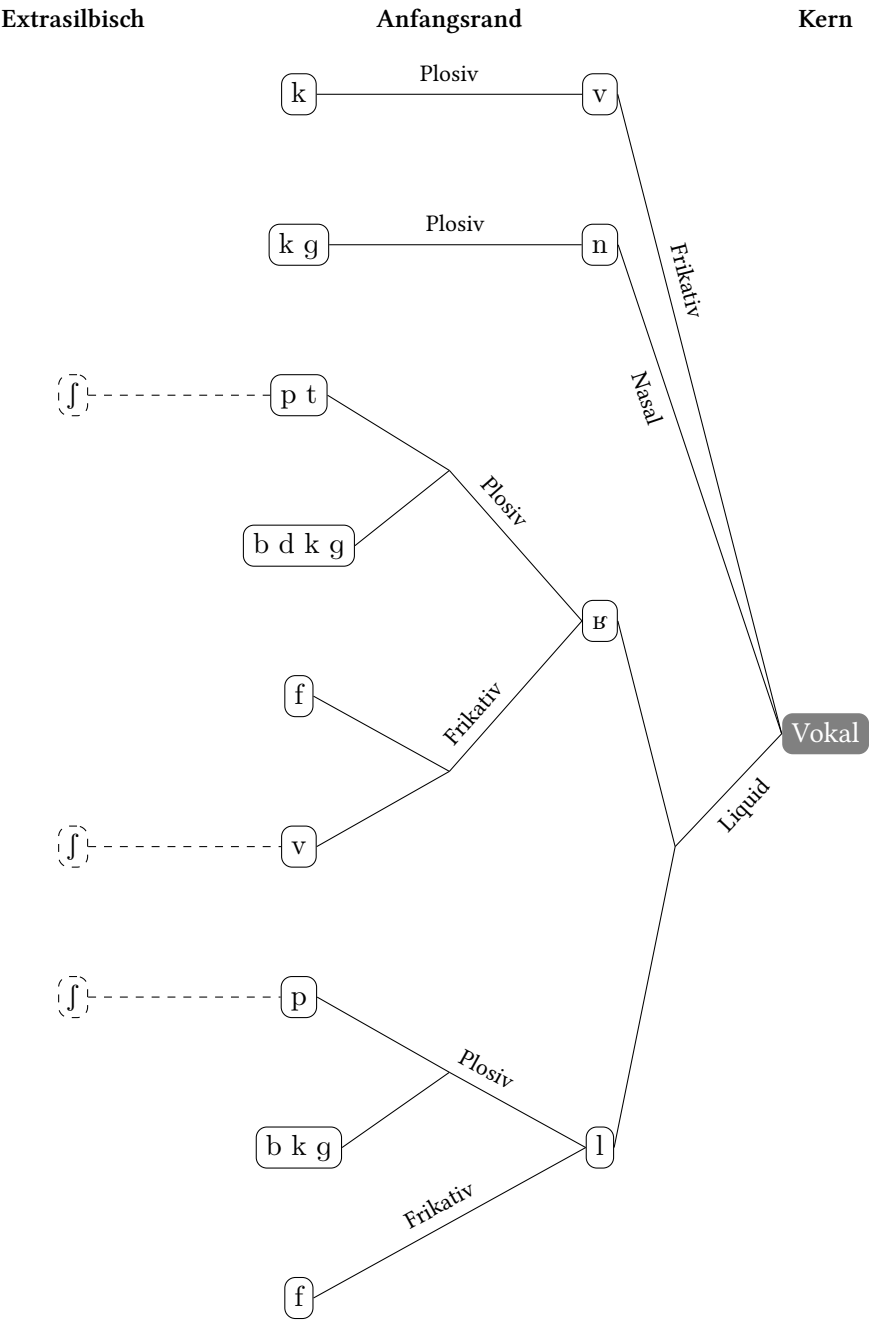 Extrasilbisch Anfangsrand Kern
Plosiv
k v
Plosiv
k g n
Frikativ
ʃ p t
Nasal
Plosiv
b d k g
ʁ
f
Frikativ
Vokal
Liquid
ʃ v
ʃ p
Plosiv
b k g l
Frikativ
f